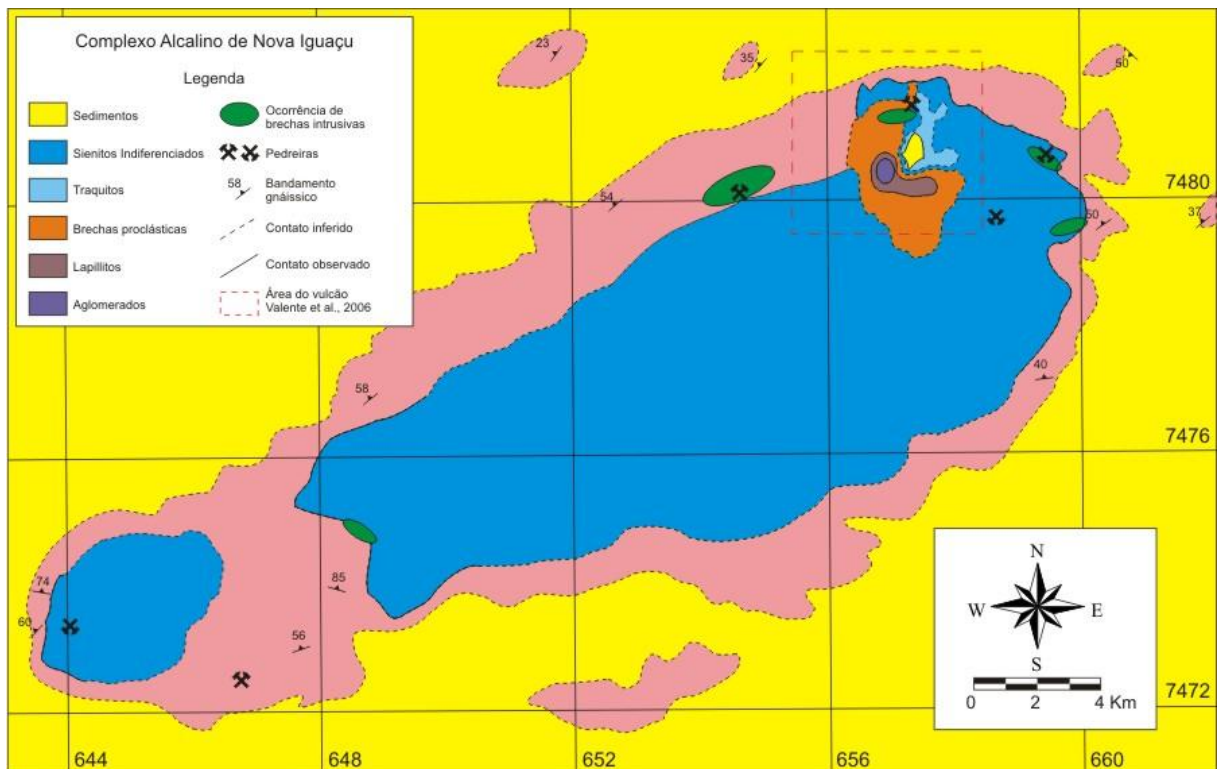 Complexo Alcalino de Nova Iguaçu
Legenda
Sedimentos
Sienitos Indiferenciados
Traquitos
Brechas proclásticas
Lapillitos
Aglomerados
Ocorrência de
brechas intrusivas
Pedreiras
58
Bandamento
gnáissico
Contato inferido
Contato observado
Área do vulcão
Valente et al., 2006
23
35
50
54
7480
50
37
58
40
7476
74
85
60
56
N
W
E
S
0 2 4 Km
7472
644
648
652
656
660